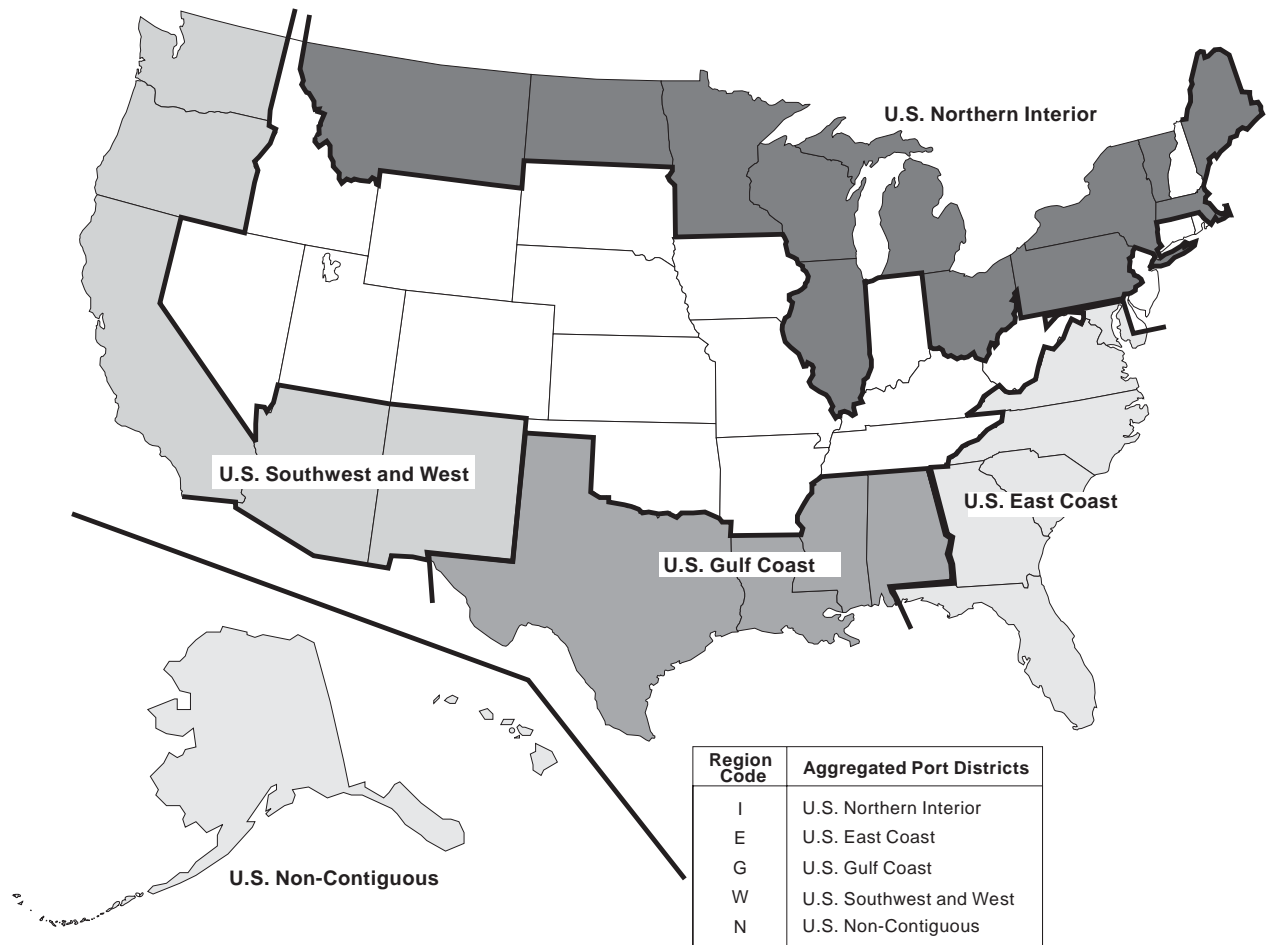 U.S. Northern Interior
U.S. Southwest and West
U.S. East Coast
U.S. Gulf Coast
U.S. Non-Contiguous
Region Code Aggregated Port Districts
I U.S. Northern Interior
E U.S. East Coast
G U.S. Gulf Coast
W U.S. Southwest and West
N U.S. Non-Contiguous